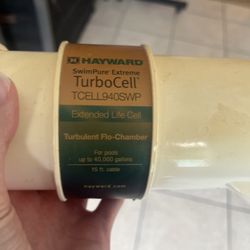 HAYWARD
SwimPure Extreme
TurboCell
TCELL940SWP
Extended Life Cell
Turbulent Flo-Chamber
For pools
up to 40,000 gallons
15 ft. cable
hayward.com